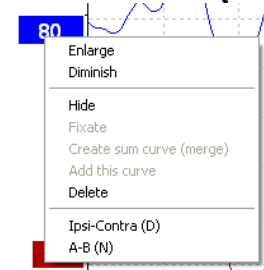 80
Enlarge
Diminish
Hide
Fixate
Create sum curve (merge)
Add this curve
Delete
Ipsi-Contra (D)
A-B (N)